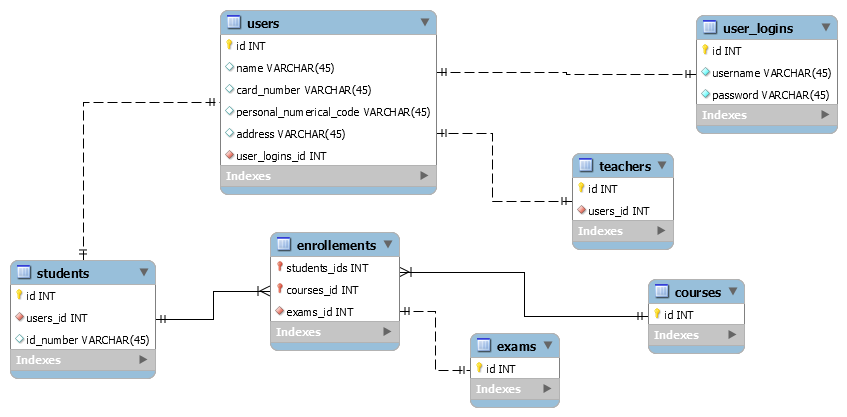 users
id INT
name VARCHAR(45)
card_number VARCHAR(45)
personal_numerical_code VARCHAR(45)
address VARCHAR(45)
user_logins_id INT
Indexes
user_logins
id INT
username VARCHAR(45)
password VARCHAR(45)
Indexes
teachers
id INT
users_id INT
Indexes
students
id INT
users_id INT
id_number VARCHAR(45)
Indexes
enrollements
students_ids INT
courses_id INT
exams_id INT
Indexes
courses
id INT
Indexes
exams
id INT
Indexes